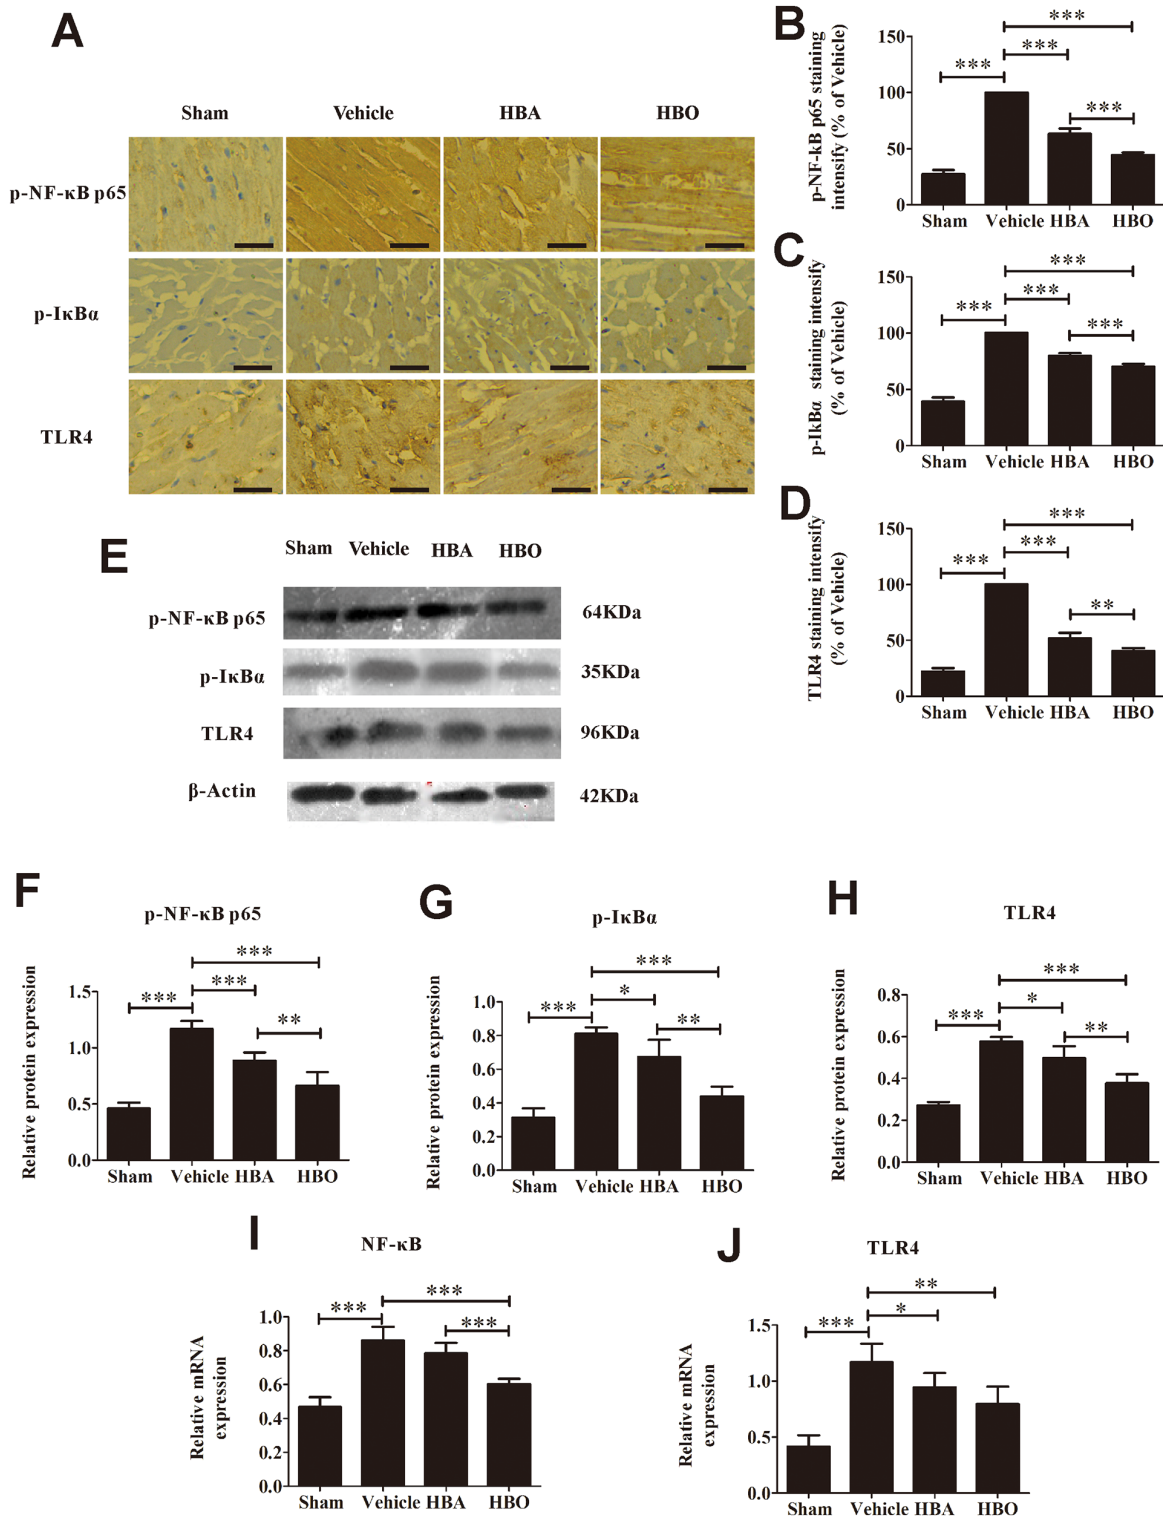 A
Sham Vehicle HBA HBO
p-NF-κB p65
p-IκBα
TLR4
B
p-NF-kB p65 staining
intensify (% of Vehicle)
150
100
50
0
***
***
***
***
Sham Vehicle HBA HBO
C
p-IkBα staining intensify
(% of Vehicle)
150
100
50
0
***
***
***
***
Sham Vehicle HBA HBO
D
TLR4 staining intensify
(% of Vehicle)
150
100
50
0
***
***
***
**
Sham Vehicle HBA HBO
E
Sham Vehicle HBA HBO
p-NF-κB p65 64KDa
p-IκBα 35KDa
TLR4 96KDa
β-Actin 42KDa
F
p-NF-κB p65
Relative protein expression
1.5
1.0
0.5
0.0
***
***
***
**
Sham Vehicle HBA HBO
G
p-IκBα
Relative protein expression
1.0
0.8
0.6
0.4
0.2
0.0
***
***
*
**
Sham Vehicle HBA HBO
H
TLR4
Relative protein expression
0.8
0.6
0.4
0.2
0.0
***
***
*
**
Sham Vehicle HBA HBO
I
NF-κB
Relative mRNA
expression
1.0
0.8
0.6
0.4
0.2
0.0
***
***
***
Sham Vehicle HBA HBO
J
TLR4
Relative mRNA
expression
1.5
1.0
0.5
0.0
**
***
*
Sham Vehicle HBA HBO